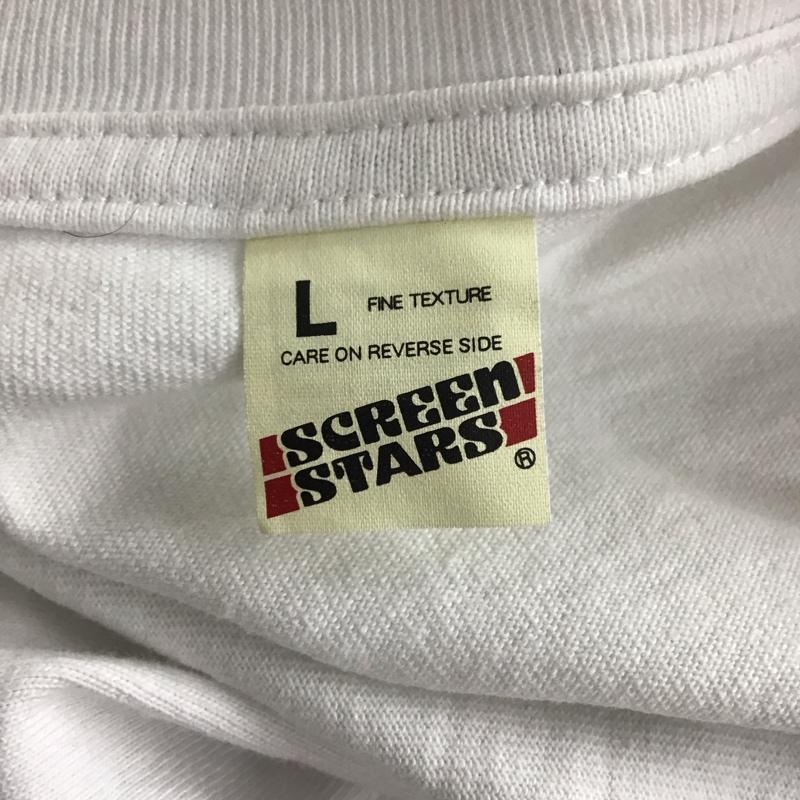 L FINE TEXTURE
CARE ON REVERSE SIDE
SCREEN
STARS ®